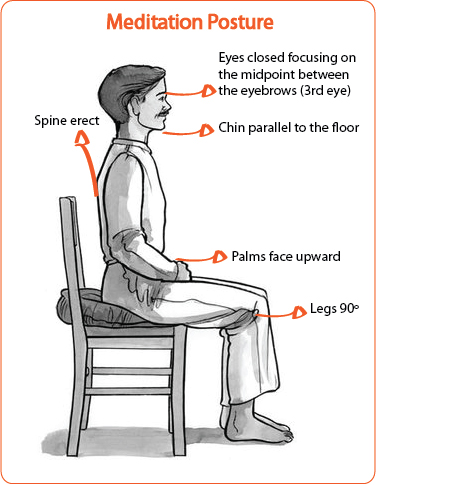 Meditation Posture
Eyes closed focusing on
the midpoint between
the eyebrows (3rd eye)
Spine erect
Chin parallel to the floor
Palms face upward
Legs 90º